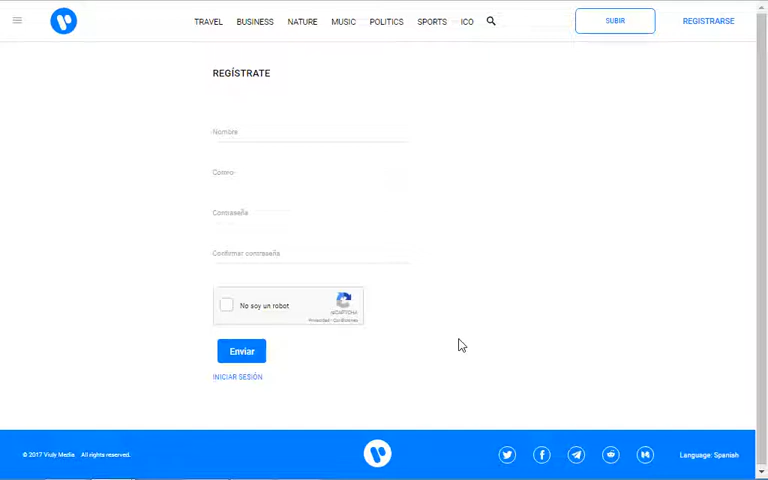 TRAVEL BUSINESS NATURE MUSIC POLITICS SPORTS ICO SUBIR REGISTRARSE
REGÍSTRATE
Nombre
Correo
Contraseña
Confirmar contraseña
No soy un robot
reCAPTCHA
Privacidad - Condiciones
Enviar
INICIAR SESIÓN
© 2017 Viuly Media All rights reserved. Language: Spanish